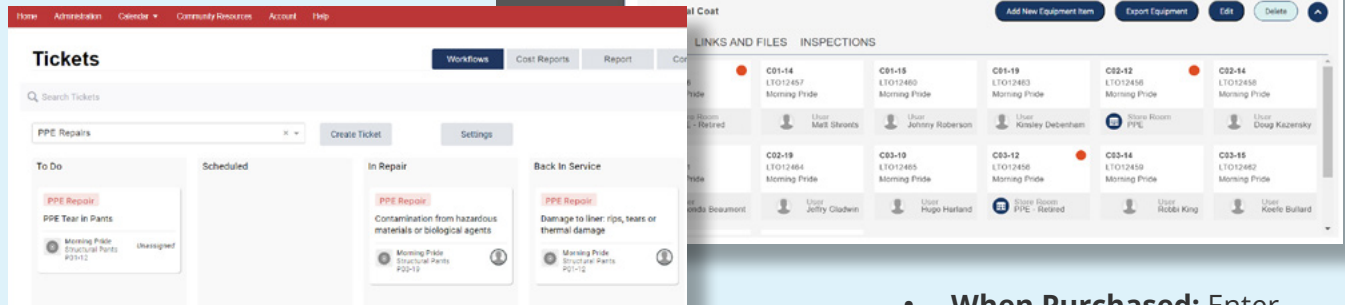 Home Administration Calendar Community Resources Account Help
Tickets
Workflows Cost Reports Report
Search Tickets
PPE Repairs
Create Ticket Settings
To Do Scheduled In Repair Back In Service
PPE Repair
PPE Tear in Pants
Morning Pride
Structural Pants
P01-12
Unassigned
PPE Repair
Contamination from hazardous
materials or biological agents
Morning Pride
Structural Pants
PPE Repair
Damage to liner: rips, tears or
thermal damage
Morning Pride
Structural Pants
P01-12
al Coat
Add New Equipment Item Export Equipment Edit Delete
LINKS AND FILES INSPECTIONS
C01-14
LTO12457
Morning Pride
User
Matt Shronts
C01-15
LTO12460
Morning Pride
User
Johnny Roberson
C01-19
LTO12463
Morning Pride
User
Kinsley Debenham
C02-12
LTO12456
Morning Pride
Store Room
PPE
C02-14
LTO12458
Morning Pride
User
Doug Kazensky
- Retired
C02-19
LTO12464
Morning Pride
User
Jeffry Gladwin
C03-10
LTO12465
Morning Pride
User
Hugo Harland
C03-12
LTO12456
Morning Pride
Store Room
PPE - Retired
C03-14
LTO12459
Morning Pride
User
Robbi King
C03-15
LTO12462
Morning Pride
User
Keefe Bullard
Beaumont
• When Purchased: Enter